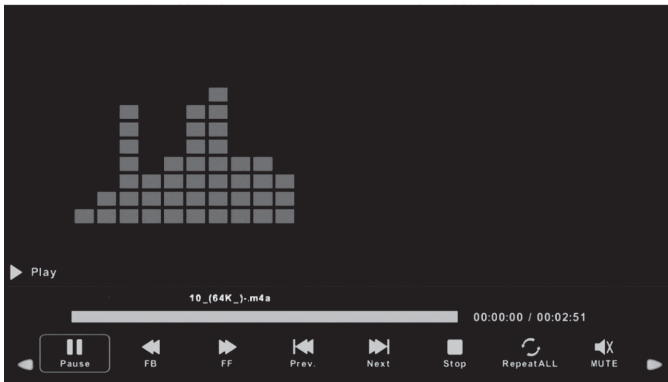 Play
10_(64K_)-.m4a
00:00:00 / 00:02:51
Pause FB FF Prev. Next Stop RepeatALL MUTE